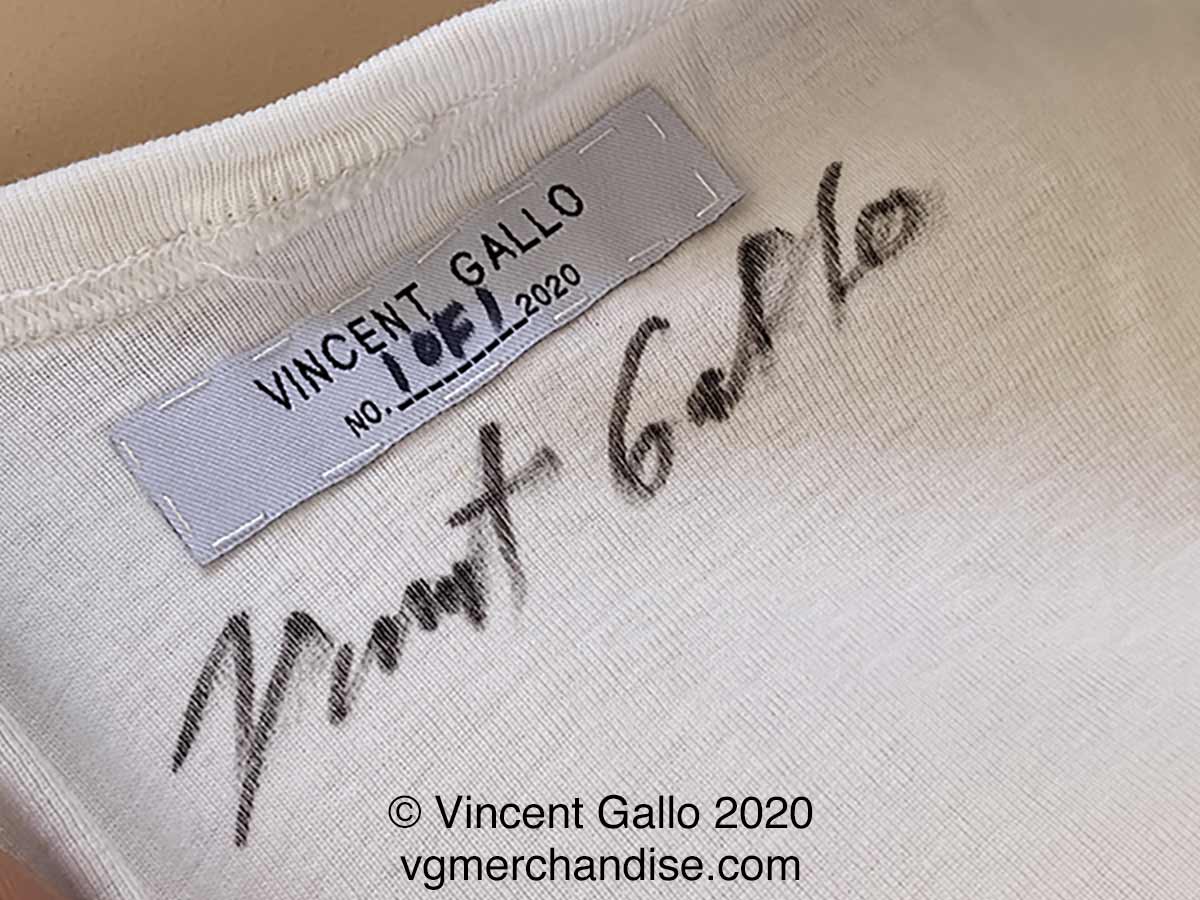 VINCENT GALLO
NO. 1 OF 1 2020
Vincent Gallo
© Vincent Gallo 2020
vgmerchandise.com